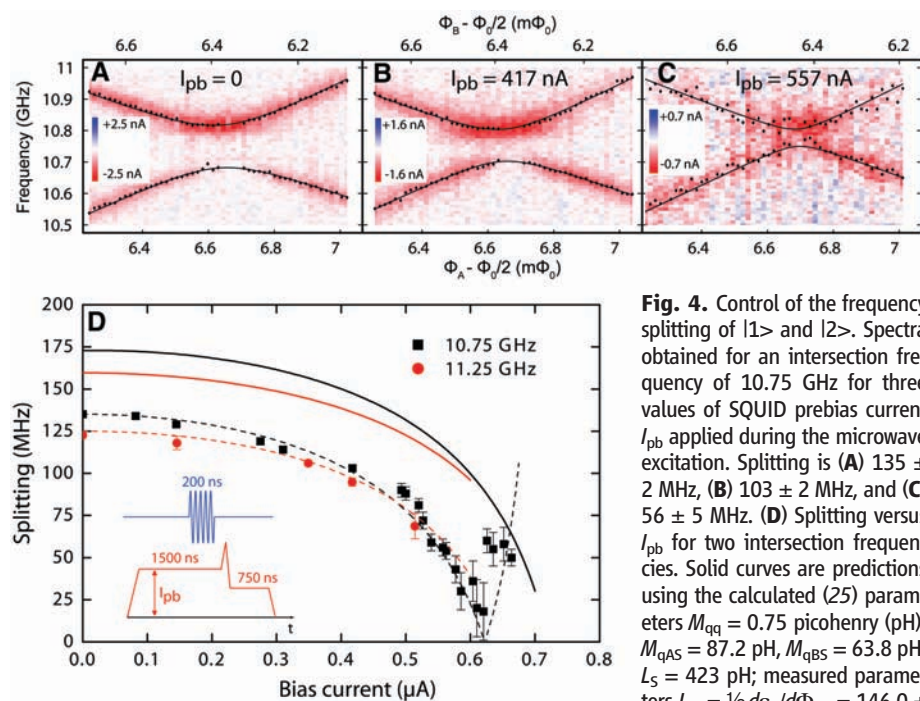 Φ_B - Φ_0/2 (mΦ_0)
6.6 6.4 6.2 6.6 6.4 6.2 6.6 6.4 6.2
A I_pb = 0
B I_pb = 417 nA
C I_pb = 557 nA
Frequency (GHz)
11
10.9
10.8
10.7
10.6
10.5
+2.5 nA
-2.5 nA
+1.6 nA
-1.6 nA
+0.7 nA
-0.7 nA
6.4 6.6 6.8 7 6.4 6.6 6.8 7 6.4 6.6 6.8 7
Φ_A - Φ_0/2 (mΦ_0)
D
Splitting (MHz)
200
175
150
125
100
75
50
25
0
10.75 GHz
11.25 GHz
200 ns
1500 ns
750 ns
I_pb
t
0.0 0.1 0.2 0.3 0.4 0.5 0.6 0.7 0.8
Bias current (μA)
Fig. 4. Control of the frequency
splitting of |1> and |2>. Spectra
obtained for an intersection fre-
quency of 10.75 GHz for three
values of SQUID prebias current
I_pb applied during the microwave
excitation. Splitting is (A) 135 ±
2 MHz, (B) 103 ± 2 MHz, and (C)
56 ± 5 MHz. (D) Splitting versus
I_pb for two intersection frequen-
cies. Solid curves are predictions
using the calculated (25) param-
eters M_qq = 0.75 picohenry (pH),
M_qAS = 87.2 pH, M_qBS = 63.8 pH,
L_S = 423 pH; measured parame-